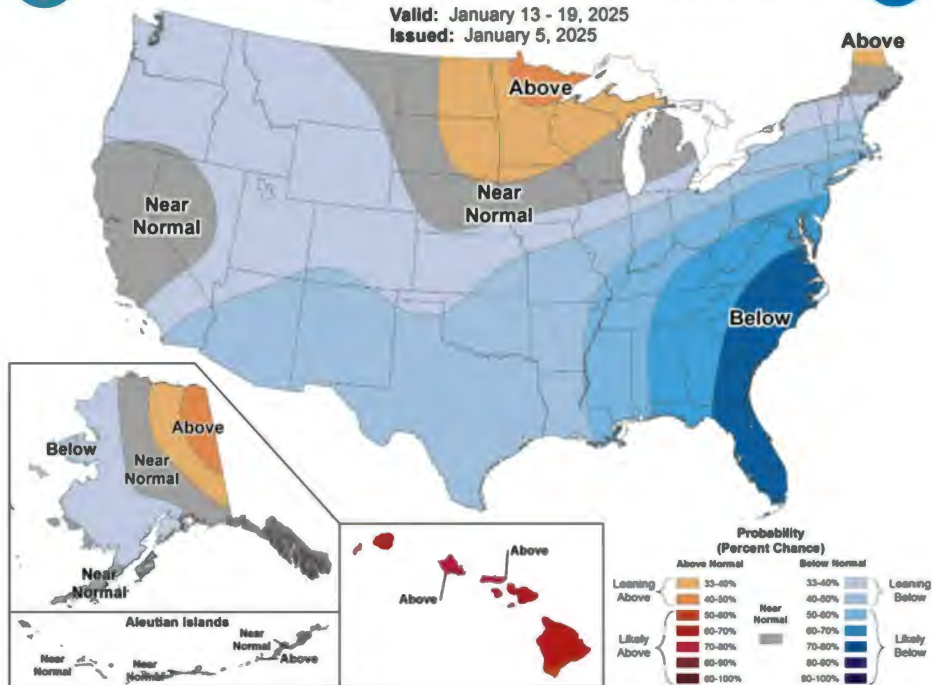 Valid: January 13 - 19, 2025
Issued: January 5, 2025
Above
Above
Near
Normal
Near
Normal
Below
Below
Above
Near
Normal
Near
Normal
Aleutian Islands
Near
Normal
Near
Normal
Near
Normal
Above
Above
Above
Probability
(Percent Chance)
Above Normal
Below Normal
Leaning
Above
33-40%
40-50%
Likely
Above
50-60%
60-70%
70-80%
60-90%
60-100%
Near
Normal
33-40%
40-50%
Leaning
Below
50-60%
60-70%
70-80%
80-90%
90-100%
Likely
Below